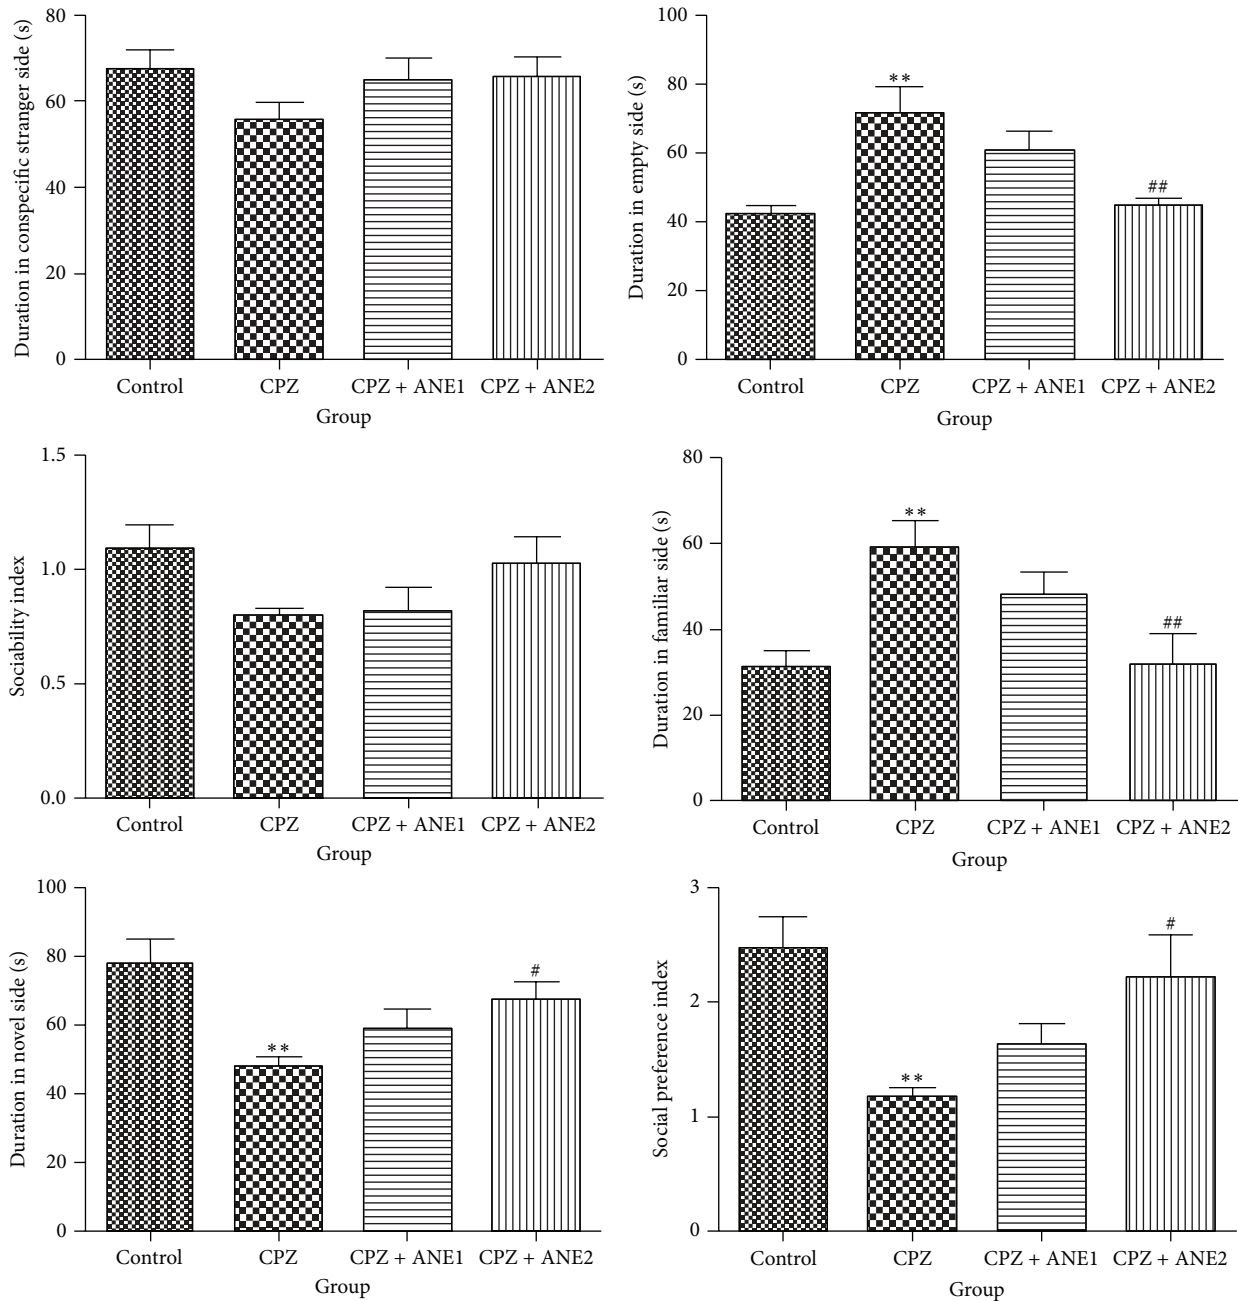 Duration in conspecific stranger side (s)
80
60
40
20
0
Control CPZ CPZ + ANE1 CPZ + ANE2
Group
Duration in empty side (s)
100
80
60
40
20
0
**
##
Control CPZ CPZ + ANE1 CPZ + ANE2
Group
Sociability index
1.5
1.0
0.5
0.0
Control CPZ CPZ + ANE1 CPZ + ANE2
Group
Duration in familiar side (s)
80
60
40
20
0
**
##
Control CPZ CPZ + ANE1 CPZ + ANE2
Group
Duration in novel side (s)
100
80
60
40
20
0
**
#
Control CPZ CPZ + ANE1 CPZ + ANE2
Group
Social preference index
3
2
1
0
**
#
Control CPZ CPZ + ANE1 CPZ + ANE2
Group